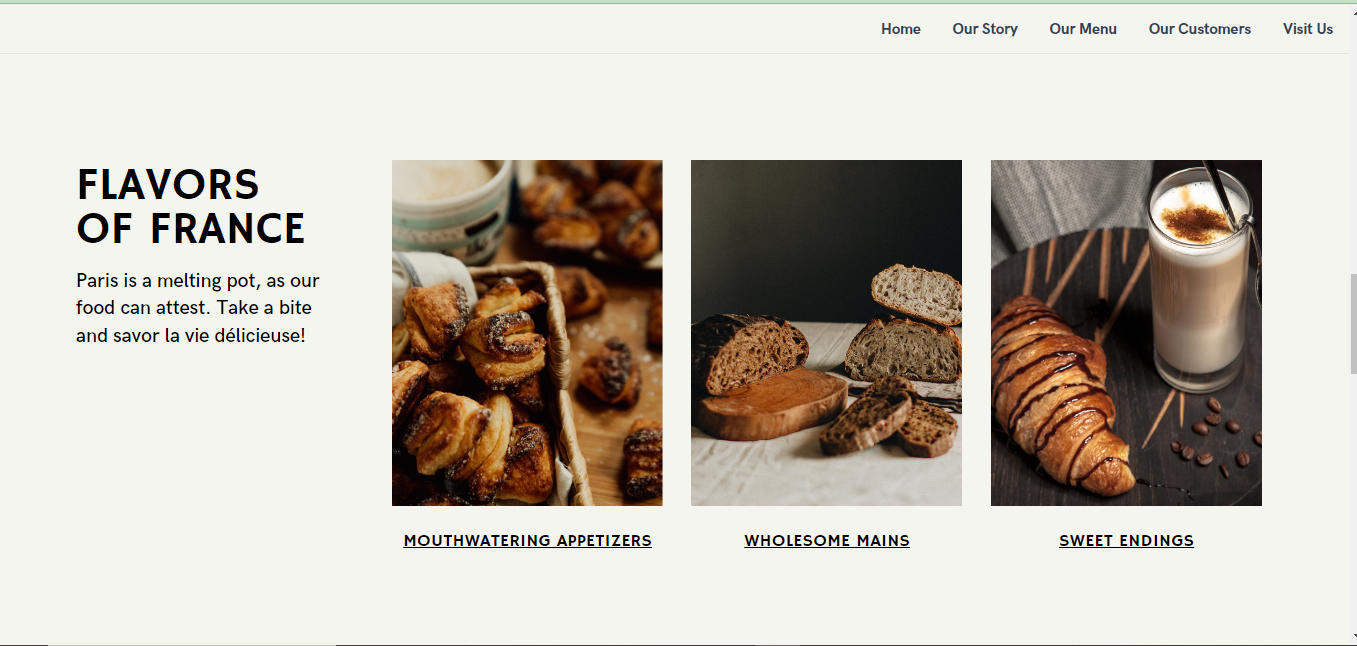 Home Our Story Our Menu Our Customers Visit Us
FLAVORS
OF FRANCE
Paris is a melting pot, as our
food can attest. Take a bite
and savor la vie délicieuse!
MOUTHWATERING APPETIZERS
WHOLESOME MAINS
SWEET ENDINGS